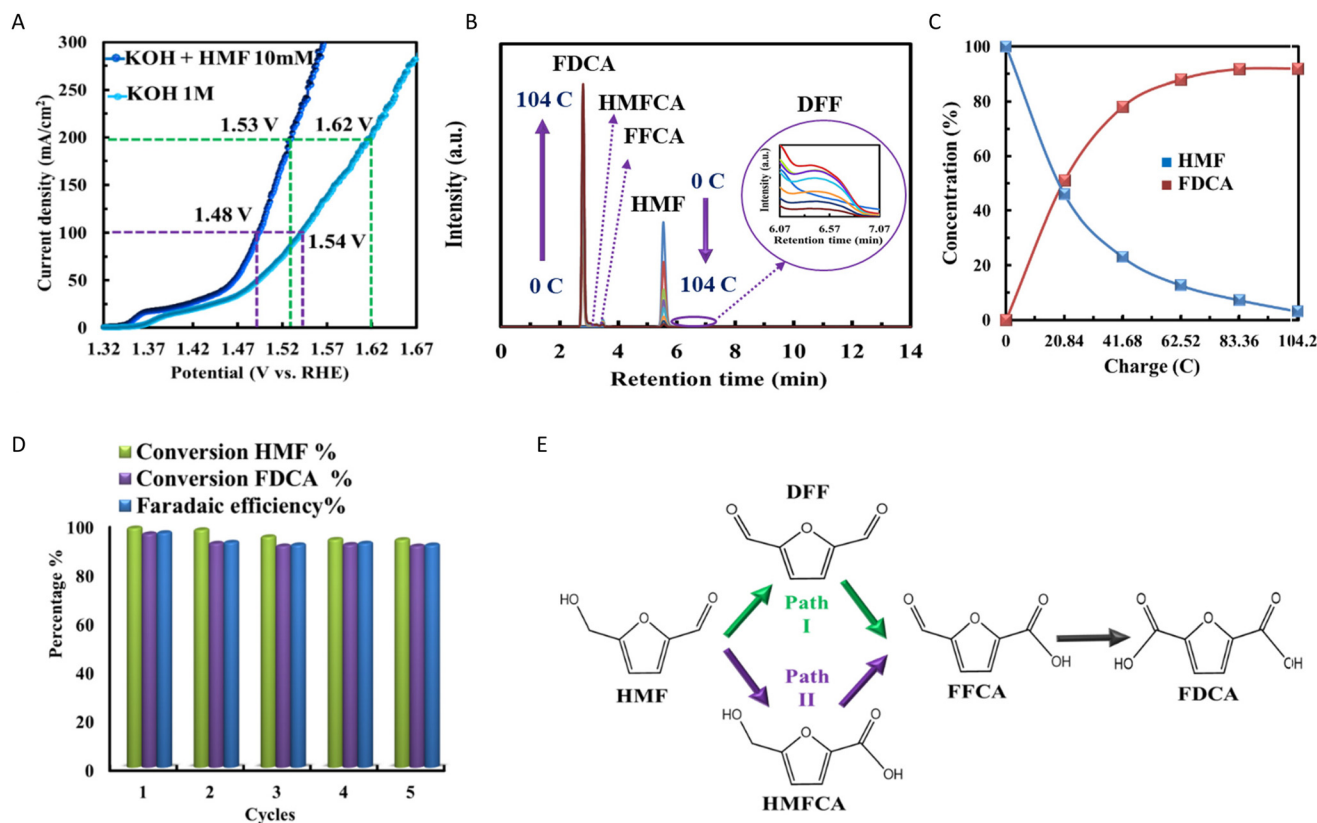 A
Current density (mA/cm²)
300
250
200
150
100
50
0
KOH + HMF 10mM
KOH 1M
1.53 V
1.62 V
1.48 V
1.54 V
1.32
1.37
1.42
1.47
1.52
1.57
1.62
1.67
Potential (V vs. RHE)
B
Intensity (a.u.)
FDCA
104 C
0 C
HMFCA
FFCA
HMF
0 C
104 C
DFF
Intensity (a.u.)
6.07
6.57
7.07
Retention time (min)
0
2
4
6
8
10
12
14
Retention time (min)
C
Concentration (%)
100
80
60
40
20
0
HMF
FDCA
0
20.84
41.68
62.52
83.36
104.2
Charge (C)
D
Conversion HMF %
Conversion FDCA %
Faradaic efficiency%
Percentage %
100
80
60
40
20
0
1
2
3
4
5
Cycles
E
DFF
O
O
O
HO
O
O
HMF
Path
I
Path
II
HO
O
O
OH
HMFCA
O
O
O
OH
FFCA
O
O
O
HO
OH
FDCA